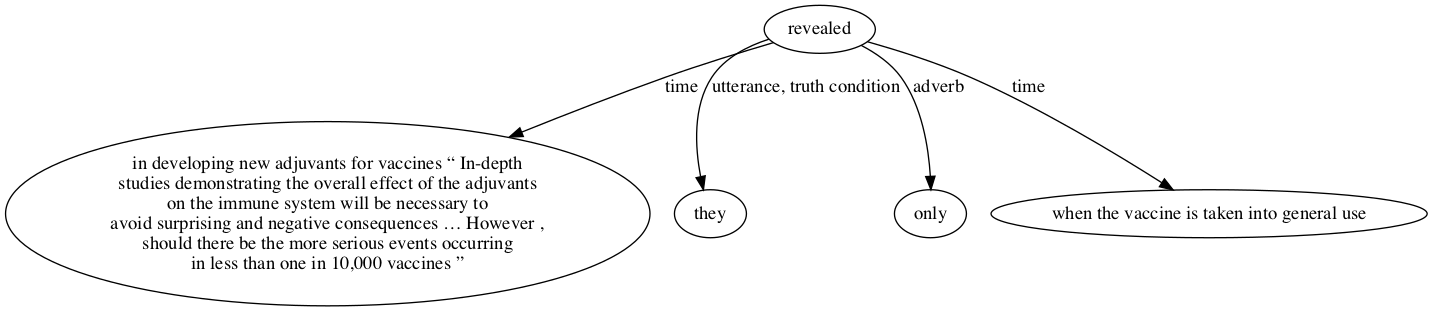 revealed
time
utterance, truth condition
adverb
time
in developing new adjuvants for vaccines “ In-depth
studies demonstrating the overall effect of the adjuvants
on the immune system will be necessary to
avoid surprising and negative consequences … However ,
should there be the more serious events occurring
in less than one in 10,000 vaccines ”
they
only
when the vaccine is taken into general use